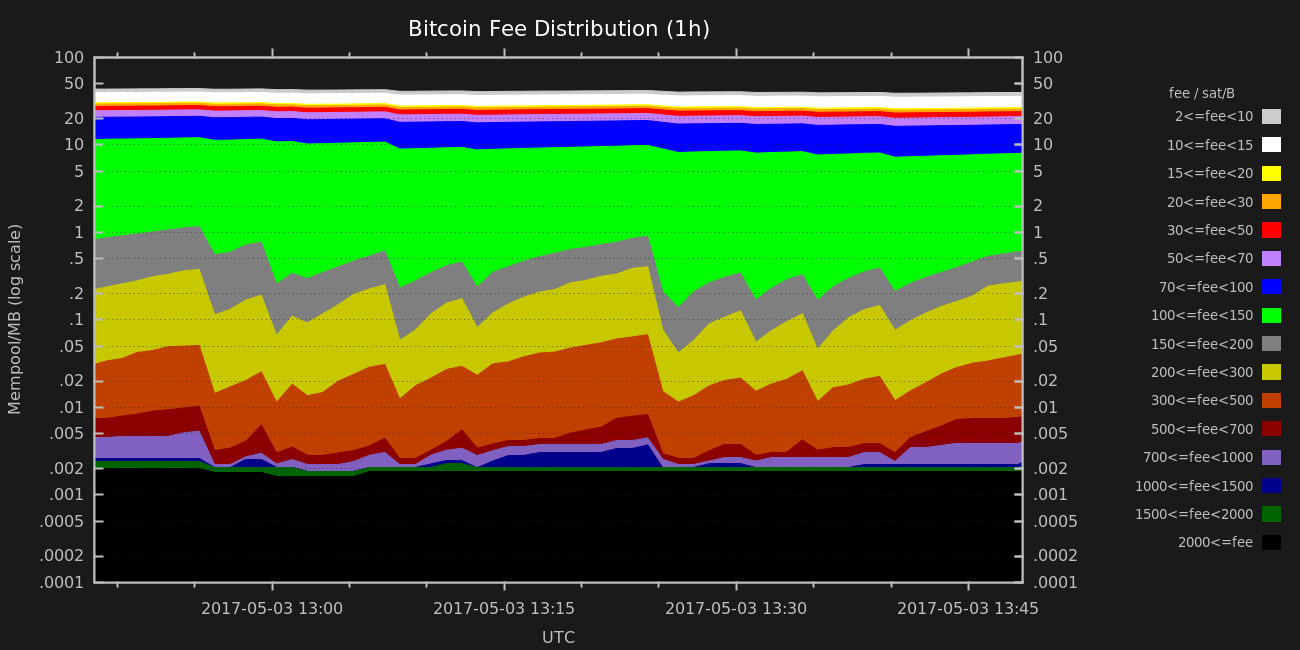 Bitcoin Fee Distribution (1h)
100 100
50 50
20 20
10 10
5 5
2 2
1 1
.5 .5
.2 .2
.1 .1
.05 .05
.02 .02
.01 .01
.005 .005
.002 .002
.001 .001
.0005 .0005
.0002 .0002
.0001 .0001
Mempool/MB (log scale)
2017-05-03 13:00 2017-05-03 13:15 2017-05-03 13:30 2017-05-03 13:45
UTC
fee / sat/B
2<=fee<10
10<=fee<15
15<=fee<20
20<=fee<30
30<=fee<50
50<=fee<70
70<=fee<100
100<=fee<150
150<=fee<200
200<=fee<300
300<=fee<500
500<=fee<700
700<=fee<1000
1000<=fee<1500
1500<=fee<2000
2000<=fee